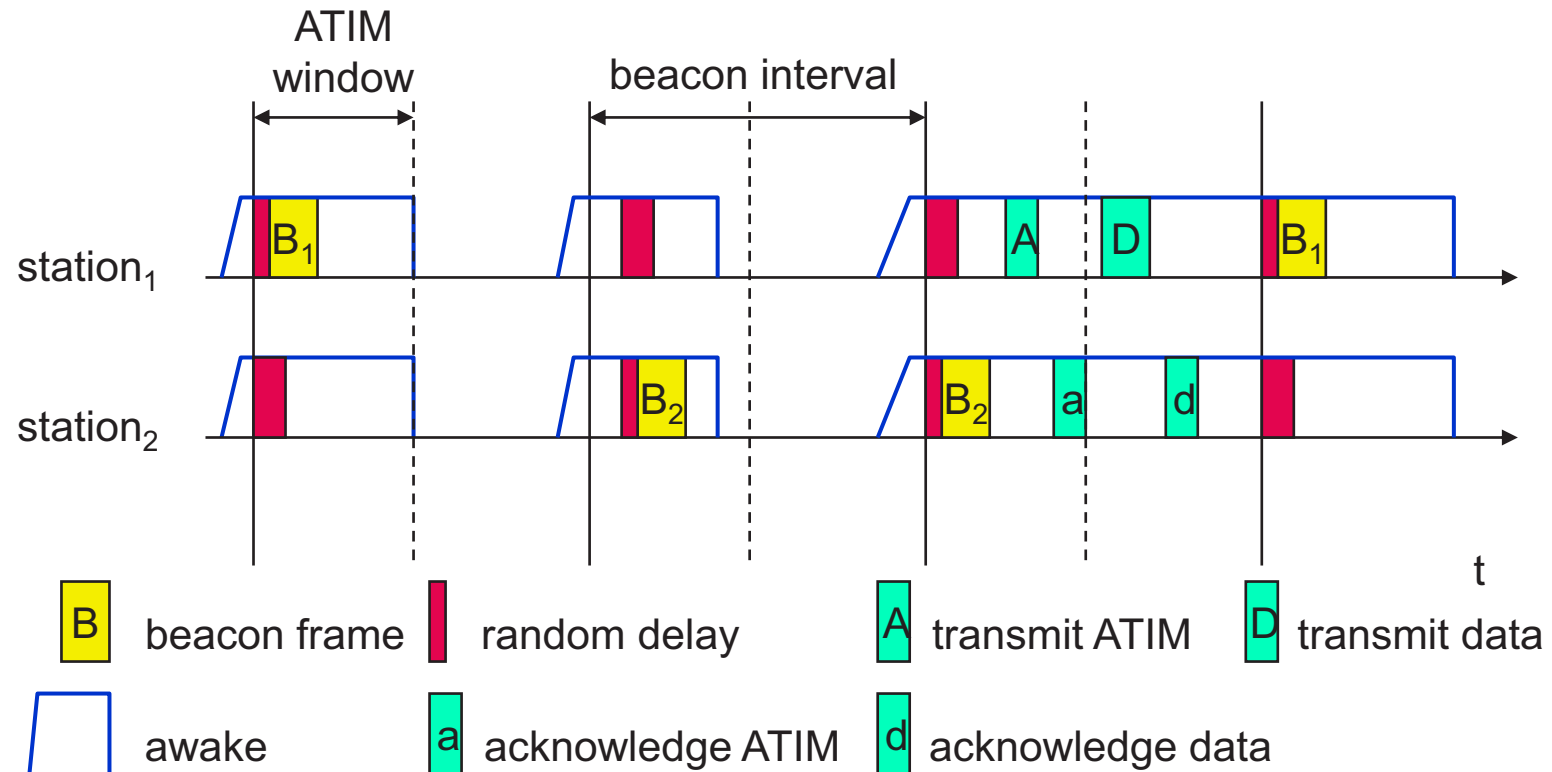 ATIM
window
beacon interval
station₁
B₁
A
D
B₁
station₂
B₂
B₂
a
d
t
B beacon frame
random delay
A transmit ATIM
D transmit data
awake
a acknowledge ATIM
d acknowledge data